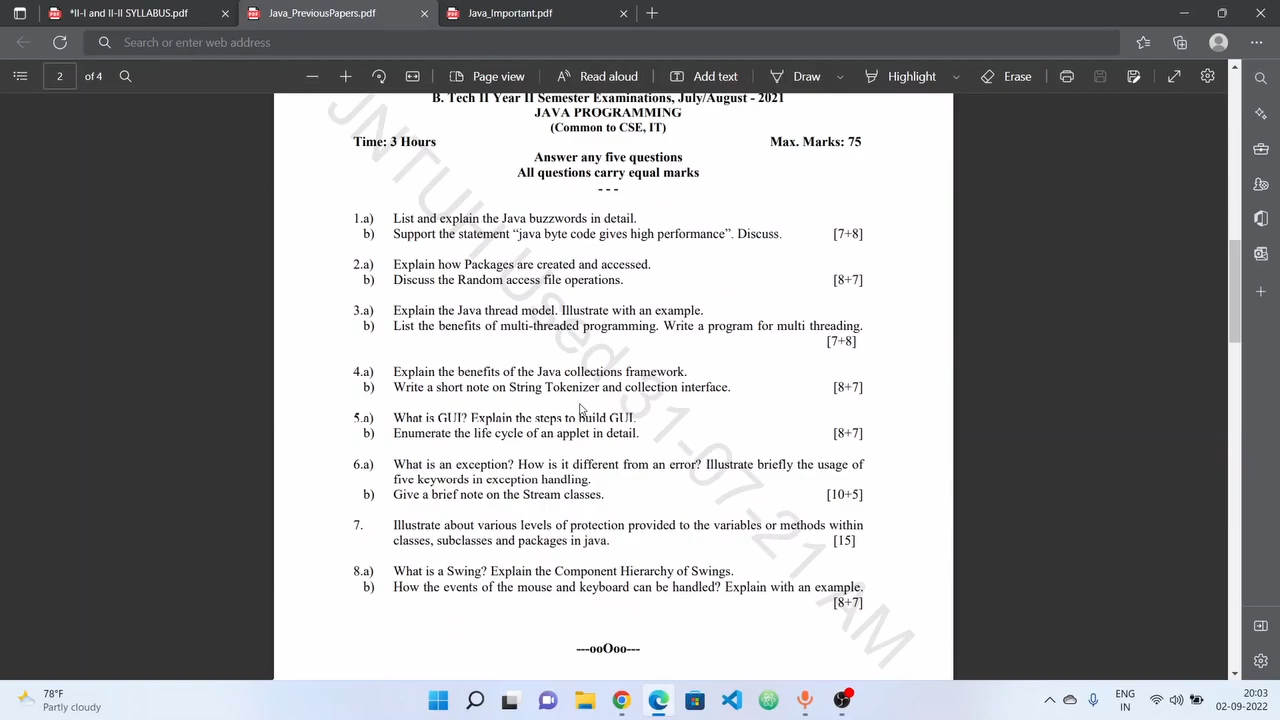 *II-I and II-II SYLLABUS.pdf
Java_PreviousPapers.pdf
Java_Important.pdf
Search or enter web address
2 of 4
Read aloud
Add text
Draw
Highlight
Erase
B. Tech II Year II Semester Examinations, July/August - 2021
JAVA PROGRAMMING
(Common to CSE, IT)
Time: 3 Hours Max. Marks: 75
Answer any five questions
All questions carry equal marks
- - -
1.a) List and explain the Java buzzwords in detail.
b) Support the statement “java byte code gives high performance”. Discuss. [7+8]
2.a) Explain how Packages are created and accessed.
b) Discuss the Random access file operations. [8+7]
3.a) Explain the Java thread model. Illustrate with an example.
b) List the benefits of multi-threaded programming. Write a program for multi threading.
[7+8]
4.a) Explain the benefits of the Java collections framework.
b) Write a short note on String Tokenizer and collection interface. [8+7]
5.a) What is GUI? Explain the steps to build GUI.
b) Enumerate the life cycle of an applet in detail. [8+7]
6.a) What is an exception? How is it different from an error? Illustrate briefly the usage of
five keywords in exception handling.
b) Give a brief note on the Stream classes. [10+5]
7. Illustrate about various levels of protection provided to the variables or methods within
classes, subclasses and packages in java. [15]
8.a) What is a Swing? Explain the Component Hierarchy of Swings.
b) How the events of the mouse and keyboard can be handled? Explain with an example.
[8+7]
---ooOoo---
JNTUH Used 31-07-21 AM
78°F
Partly cloudy
ENG
IN
20:03
02-09-2022